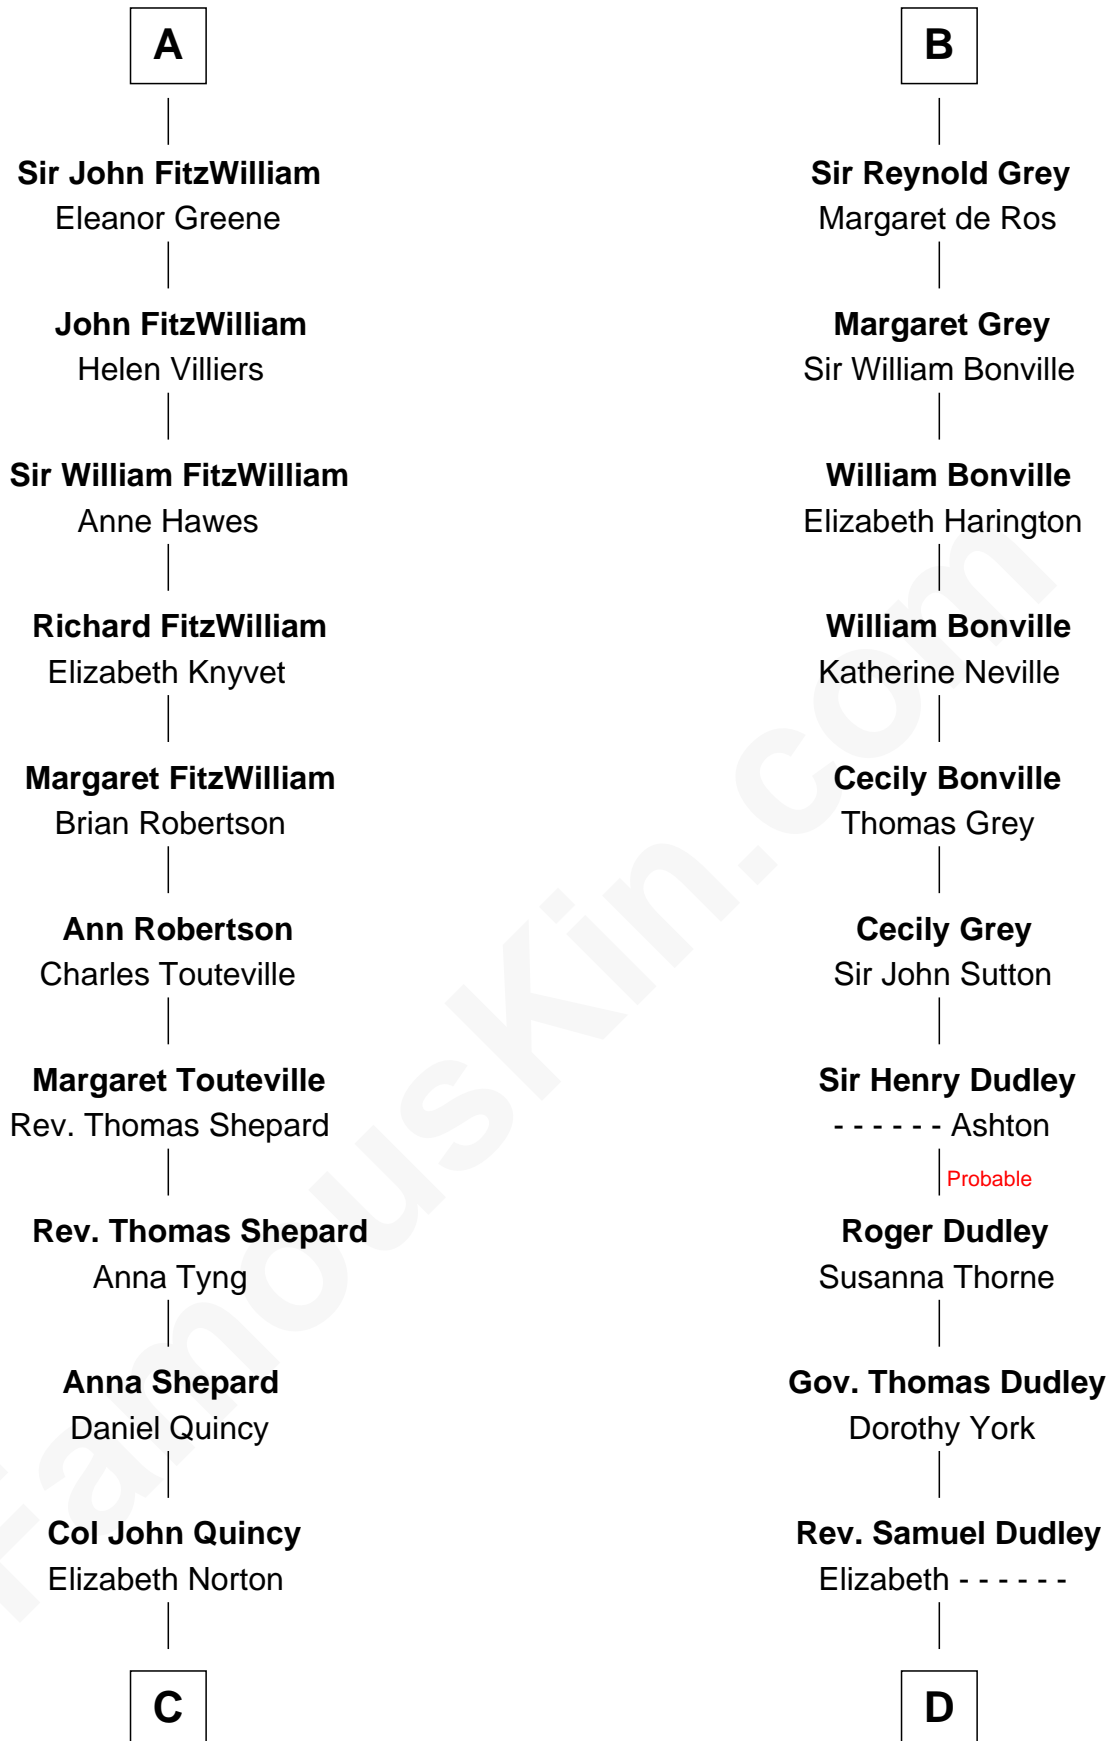 A
Sir John FitzWilliam
Eleanor Greene
John FitzWilliam
Helen Villiers
Sir William FitzWilliam
Anne Hawes
Richard FitzWilliam
Elizabeth Knyvet
Margaret FitzWilliam
Brian Robertson
Ann Robertson
Charles Touteville
Margaret Touteville
Rev. Thomas Shepard
Rev. Thomas Shepard
Anna Tyng
Anna Shepard
Daniel Quincy
Col John Quincy
Elizabeth Norton
C
B
Sir Reynold Grey
Margaret de Ros
Margaret Grey
Sir William Bonville
William Bonville
Elizabeth Harington
William Bonville
Katherine Neville
Cecily Bonville
Thomas Grey
Cecily Grey
Sir John Sutton
Sir Henry Dudley
- - - - - - Ashton
Probable
Roger Dudley
Susanna Thorne
Gov. Thomas Dudley
Dorothy York
Rev. Samuel Dudley
Elizabeth - - - - - -
D
FamousKin.com